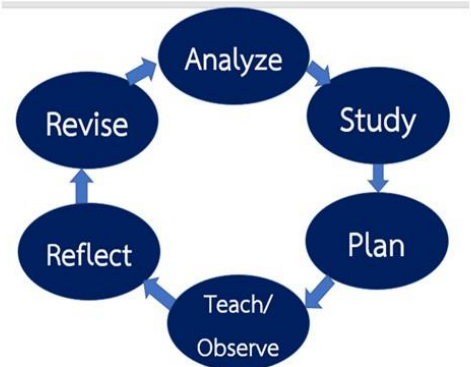 Analyze
Study
Plan
Teach/
Observe
Reflect
Revise